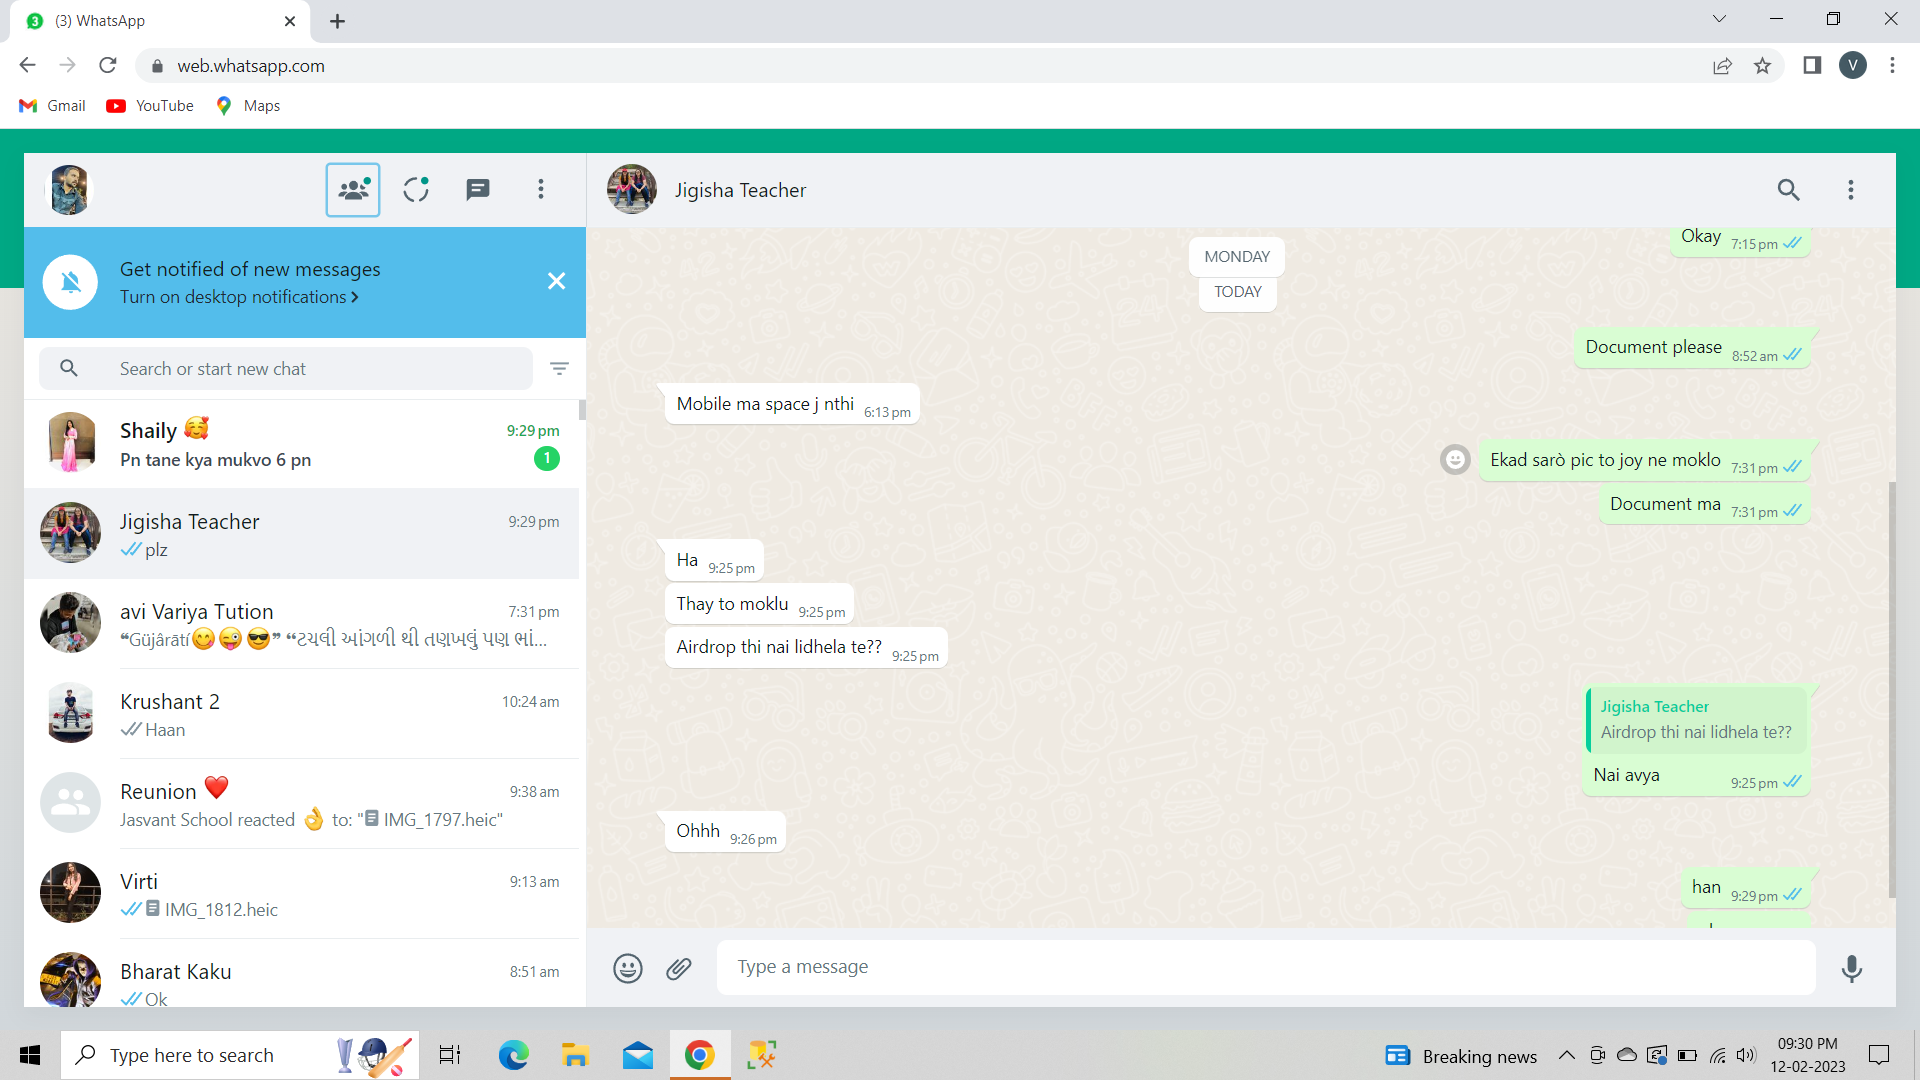 (3) WhatsApp
web.whatsapp.com
V
Gmail
YouTube
Maps
Get notified of new messages
Turn on desktop notifications
Search or start new chat
Shaily 🥰
9:29 pm
Pn tane kya mukvo 6 pn
1
Jigisha Teacher
9:29 pm
plz
avi Variya Tution
7:31 pm
“Güjârātí😋😜😎” “ટચલી આંગળી થી તણખલું પણ ભાં...
Krushant 2
10:24 am
Haan
Reunion ❤️
9:38 am
Jasvant School reacted 👌 to: "IMG_1797.heic"
Virti
9:13 am
IMG_1812.heic
Bharat Kaku
8:51 am
Ok
Jigisha Teacher
Okay 7:15 pm
MONDAY
TODAY
Document please 8:52 am
Mobile ma space j nthi 6:13 pm
Ekad sarò pic to joy ne moklo 7:31 pm
Document ma 7:31 pm
Ha 9:25 pm
Thay to moklu 9:25 pm
Airdrop thi nai lidhela te?? 9:25 pm
Jigisha Teacher
Airdrop thi nai lidhela te??
Nai avya 9:25 pm
Ohhh 9:26 pm
han 9:29 pm
Type a message
Type here to search
Breaking news
09:30 PM
12-02-2023